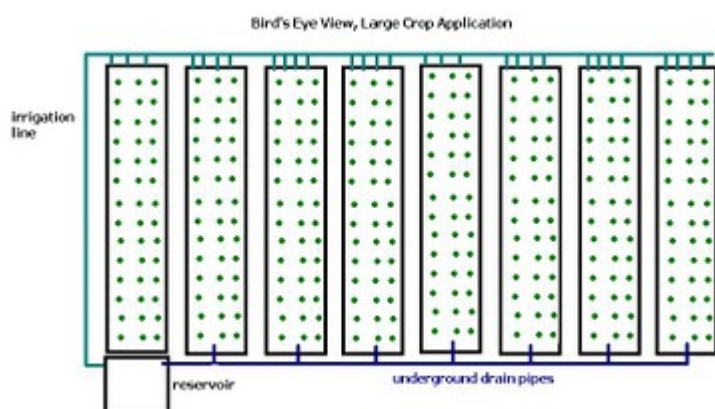 Bird's Eye View, Large Crop Application
irrigation
line
reservoir
underground drain pipes